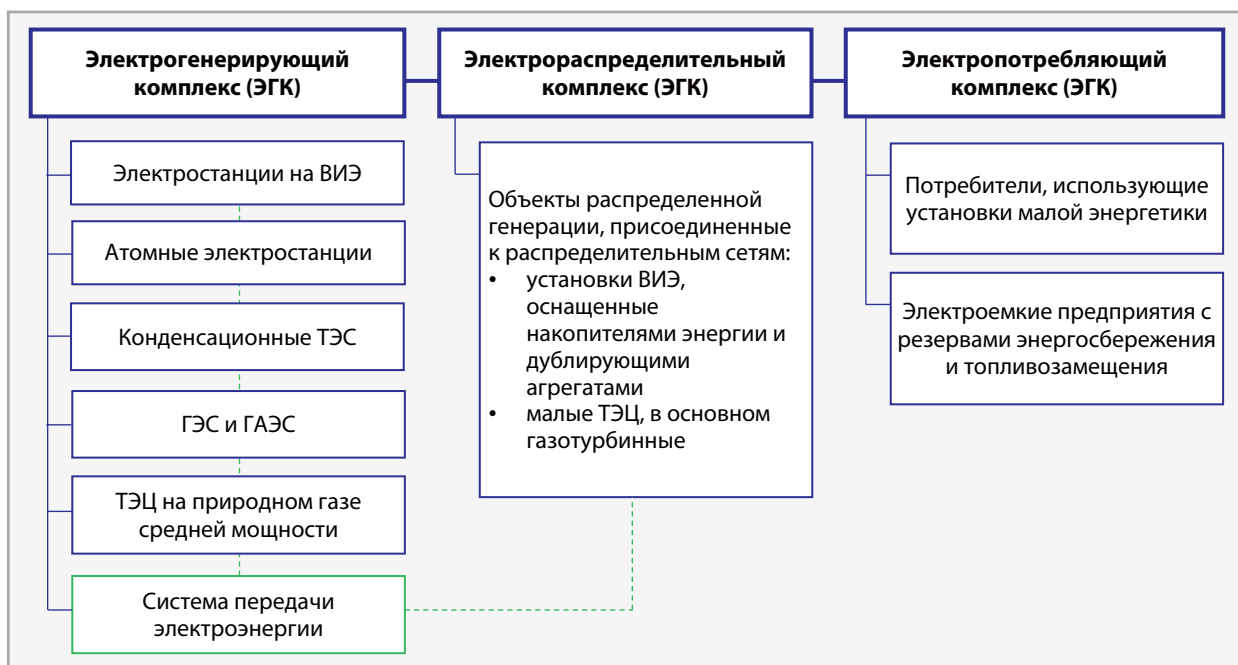 Электрогенерирующий
комплекс (ЭГК)
Электрораспределительный
комплекс (ЭГК)
Электропотребляющий
комплекс (ЭГК)
Электростанции на ВИЭ
Атомные электростанции
Конденсационные ТЭС
ГЭС и ГАЭС
ТЭЦ на природном газе
средней мощности
Система передачи
электроэнергии
Объекты распределенной
генерации, присоединенные
к распределительным сетям:
• установки ВИЭ,
оснащенные
накопителями энергии и
дублирующими
агрегатами
• малые ТЭЦ, в основном
газотурбинные
Потребители, использующие
установки малой энергетики
Электроемкие предприятия с
резервами энергосбережения
и топливозамещения